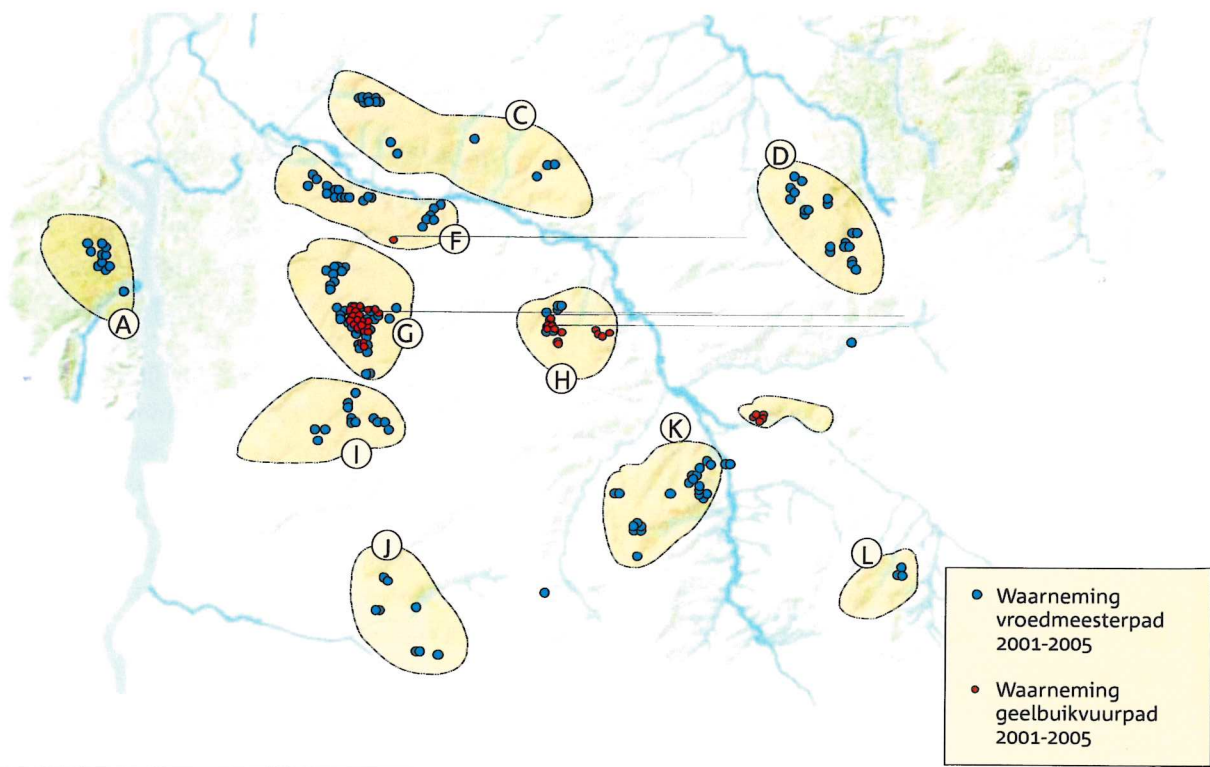 C
D
F
A
G
H
K
I
J
L
Waarneming
vroedmeesterpad
2001-2005
Waarneming
geelbuikvuurpad
2001-2005